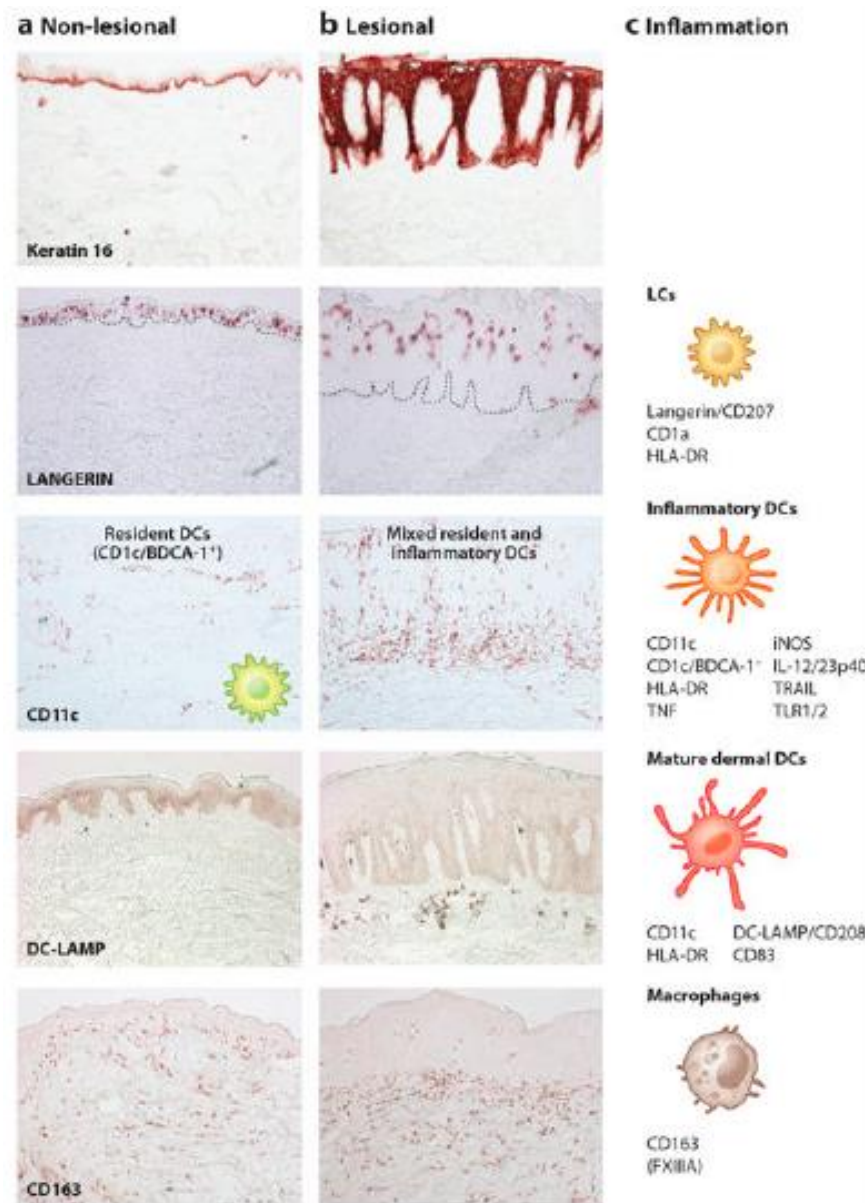 a Non-lesional
b Lesional
c Inflammation
Keratin 16
LANGERIN
LCs
Langerin/CD207
CD1a
HLA-DR
Resident DCs
(CD1c/BDCA-1⁺)
Mixed resident and
inflammatory DCs
CD11c
Inflammatory DCs
CD11c iNOS
CD1c/BDCA-1⁻ IL-12/23p40
HLA-DR TRAIL
TNF TLR1/2
DC-LAMP
Mature dermal DCs
CD11c DC-LAMP/CD208
HLA-DR CD83
CD163
Macrophages
CD163
(FXIIIA)